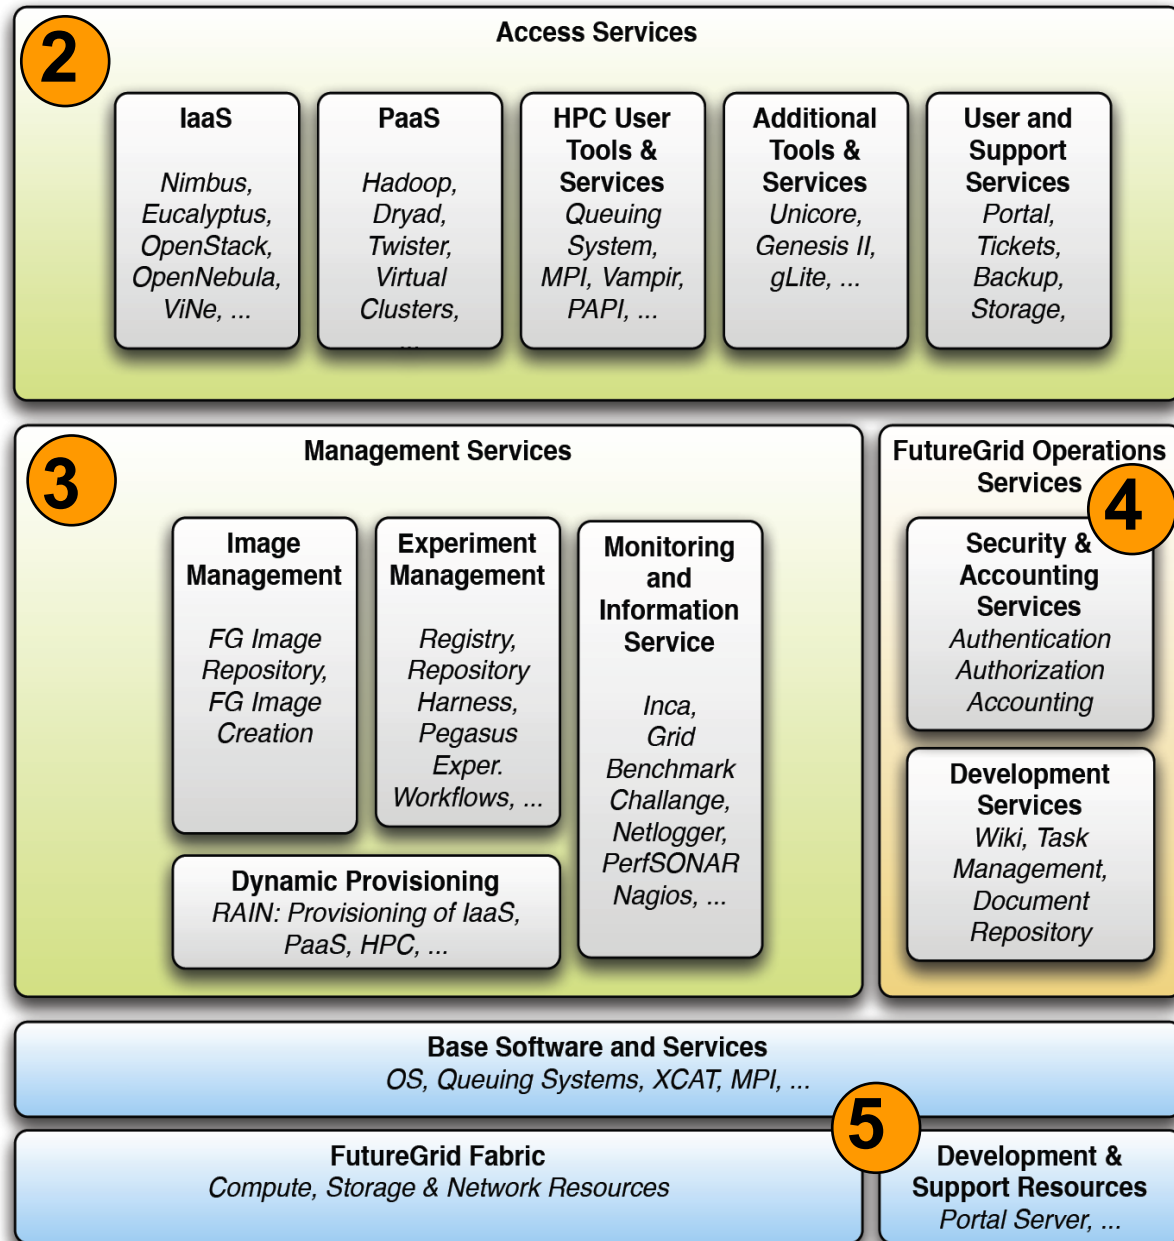 Access Services
2
IaaS
Nimbus,
Eucalyptus,
OpenStack,
OpenNebula,
ViNe, ...
PaaS
Hadoop,
Dryad,
Twister,
Virtual
Clusters,
...
HPC User
Tools &
Services
Queuing
System,
MPI, Vampir,
PAPI, ...
Additional
Tools &
Services
Unicore,
Genesis II,
gLite, ...
User and
Support
Services
Portal,
Tickets,
Backup,
Storage,
3
Management Services
Image
Management
FG Image
Repository,
FG Image
Creation
Experiment
Management
Registry,
Repository
Harness,
Pegasus
Exper.
Workflows, ...
Monitoring
and
Information
Service
Inca,
Grid
Benchmark
Challange,
Netlogger,
PerfSONAR
Nagios, ...
Dynamic Provisioning
RAIN: Provisioning of IaaS,
PaaS, HPC, ...
FutureGrid Operations
Services
4
Security &
Accounting
Services
Authentication
Authorization
Accounting
Development
Services
Wiki, Task
Management,
Document
Repository
Base Software and Services
OS, Queuing Systems, XCAT, MPI, ...
5
FutureGrid Fabric
Compute, Storage & Network Resources
Development &
Support Resources
Portal Server, ...